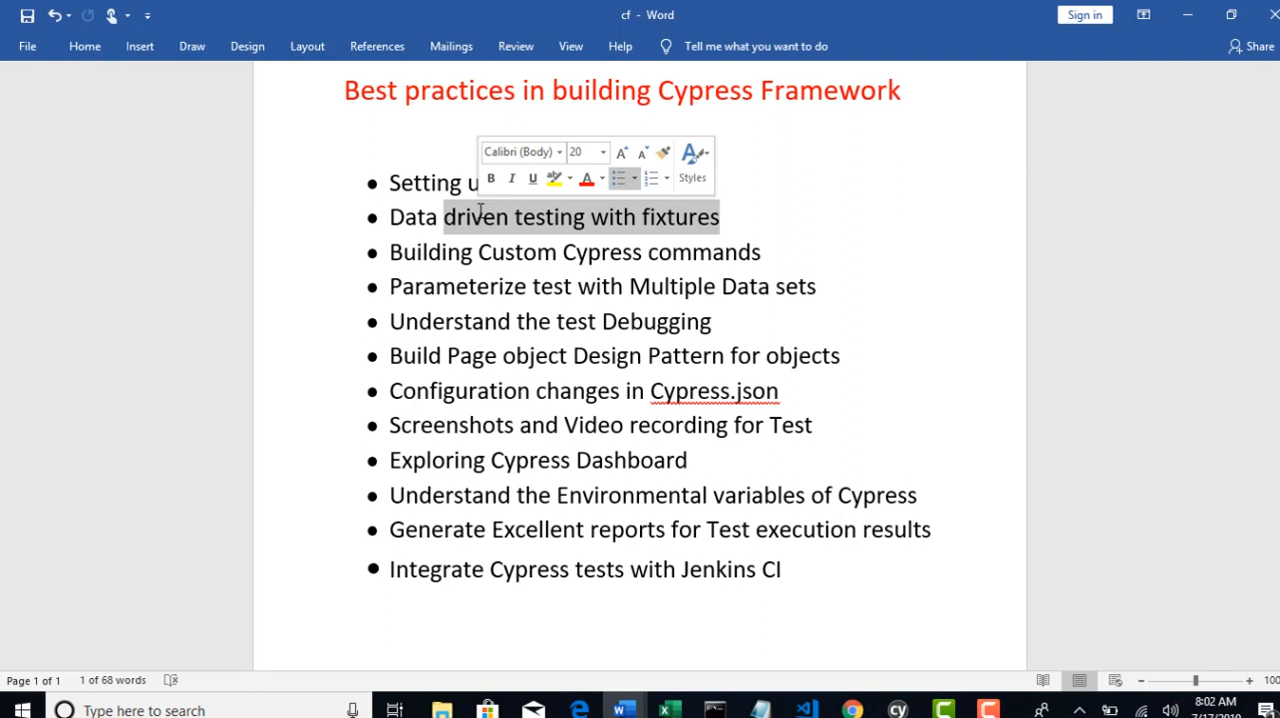 cf - Word
Sign in
File Home Insert Draw Design Layout References Mailings Review View Help Tell me what you want to do Share
Best practices in building Cypress Framework
Calibri (Body) 20
B I U A Styles
Setting u
Data driven testing with fixtures
Building Custom Cypress commands
Parameterize test with Multiple Data sets
Understand the test Debugging
Build Page object Design Pattern for objects
Configuration changes in Cypress.json
Screenshots and Video recording for Test
Exploring Cypress Dashboard
Understand the Environmental variables of Cypress
Generate Excellent reports for Test execution results
Integrate Cypress tests with Jenkins CI
Page 1 of 1 1 of 68 words 100
Type here to search
8:02 AM